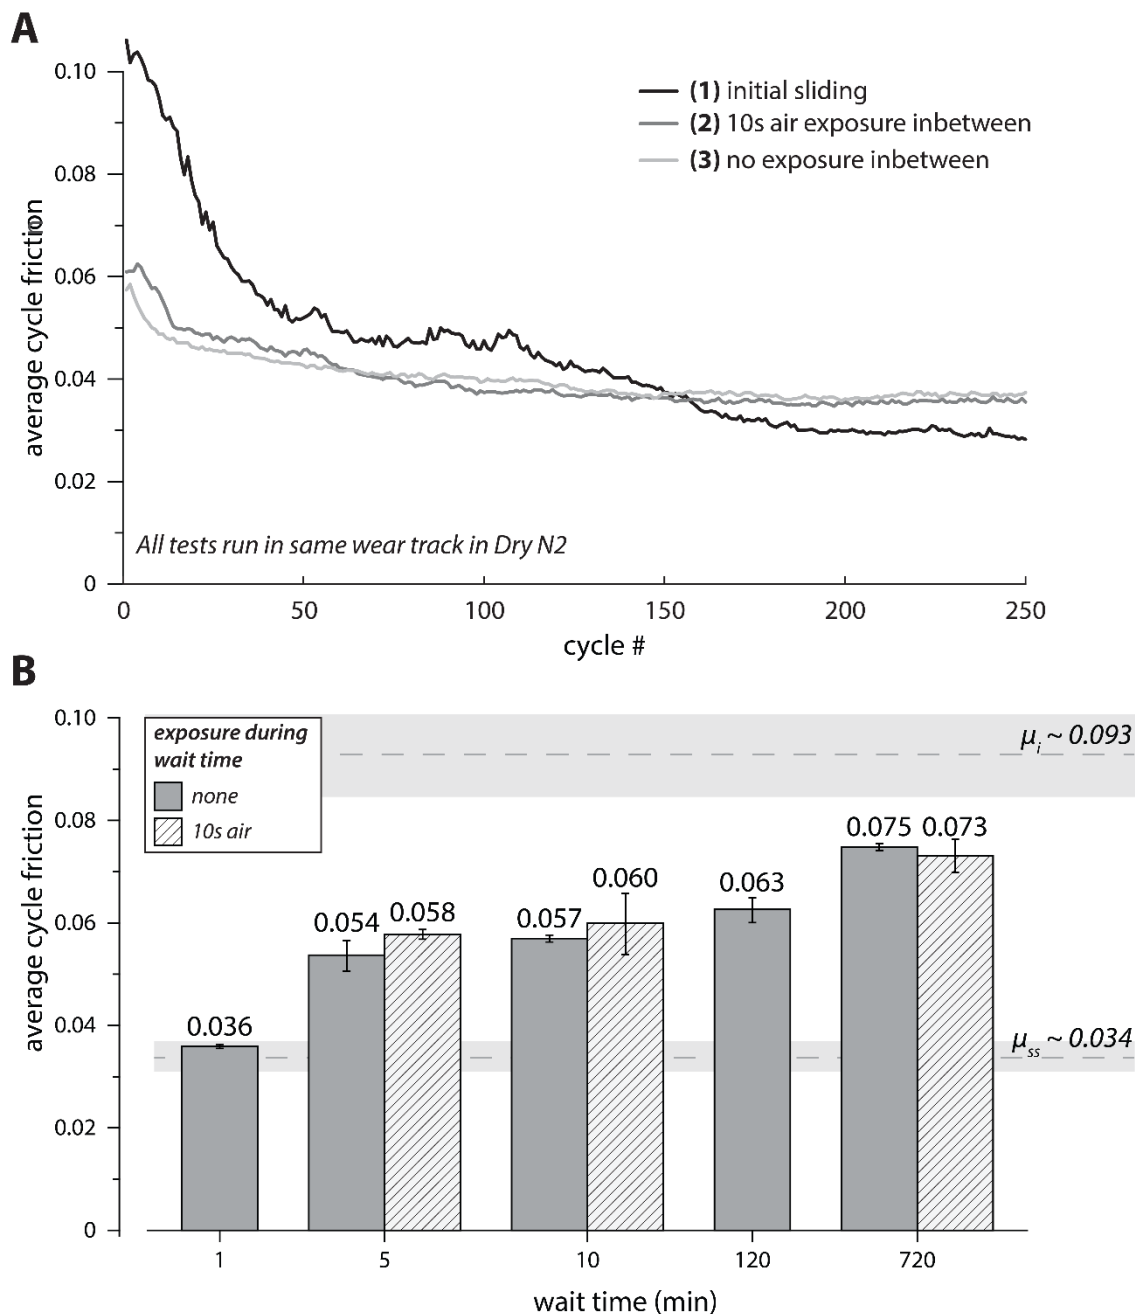 A
0.10
0.08
0.06
0.04
0.02
0
average cycle friction
(1) initial sliding
(2) 10s air exposure inbetween
(3) no exposure inbetween
All tests run in same wear track in Dry N2
0 50 100 150 200 250
cycle #
B
0.10
0.08
0.06
0.04
0.02
0
average cycle friction
exposure during
wait time
none
10s air
μi ~ 0.093
μss ~ 0.034
0.036
0.054
0.058
0.057
0.060
0.063
0.075
0.073
1 5 10 120 720
wait time (min)